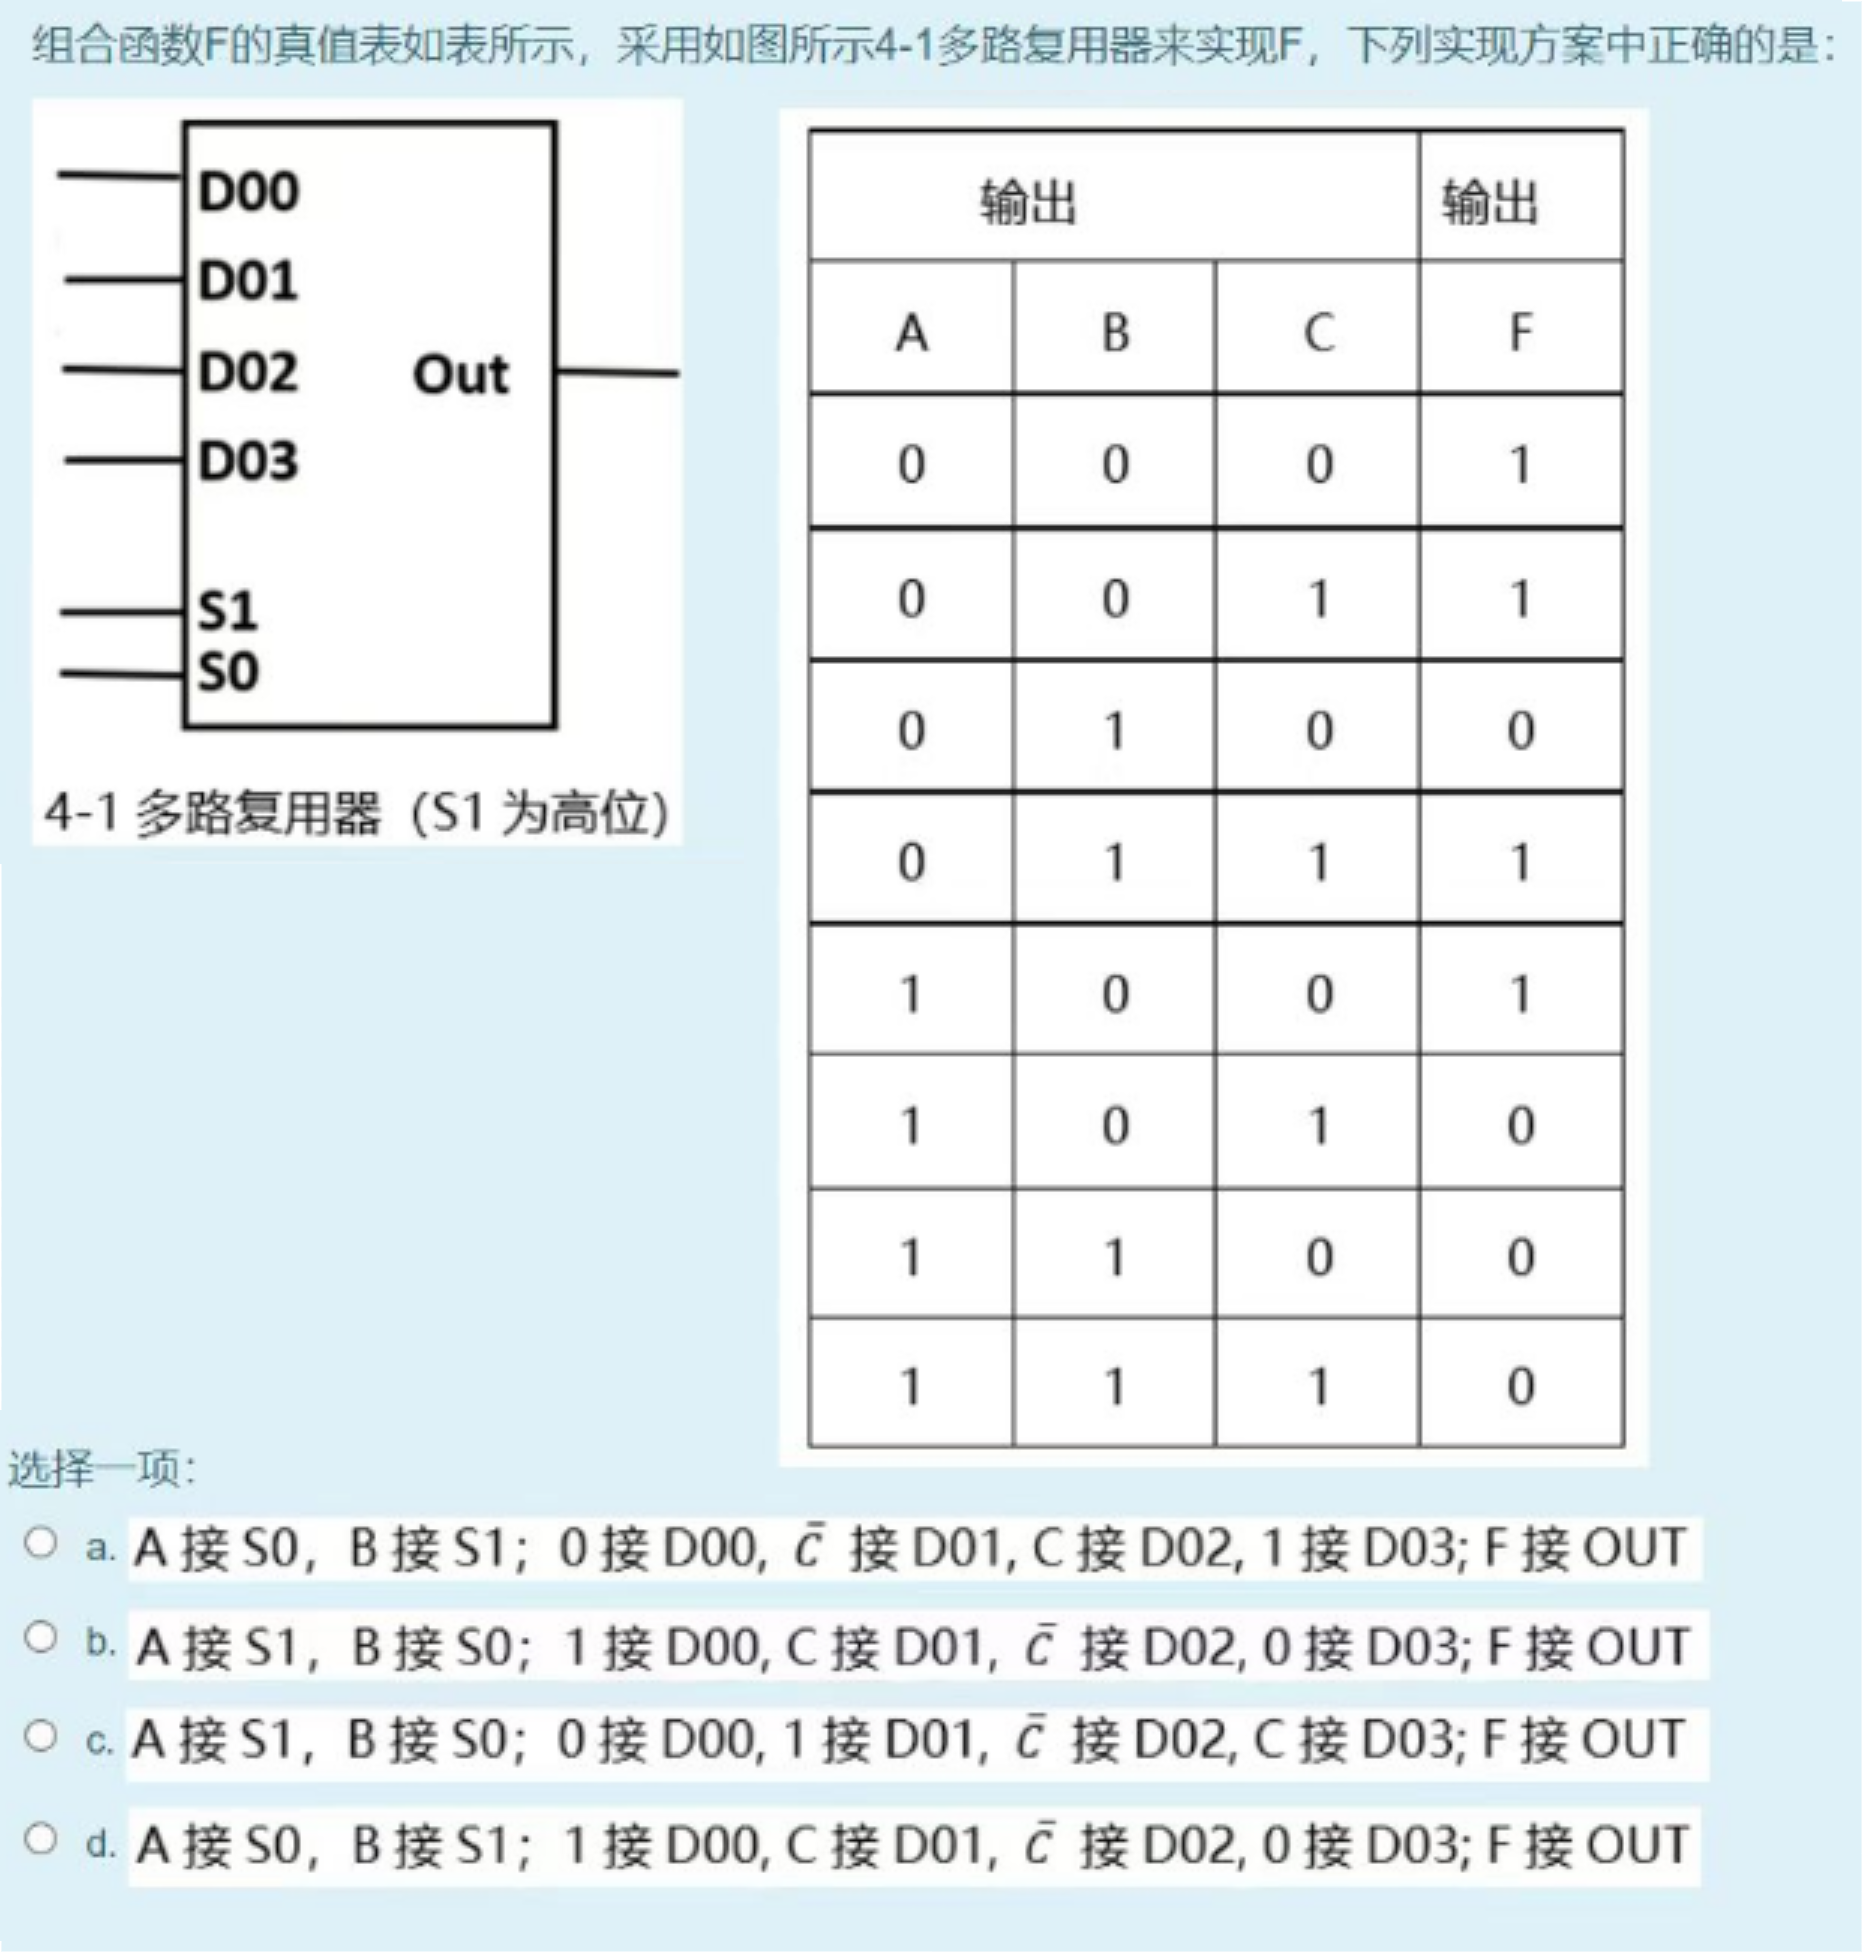 组合函数F的真值表如表所示，采用如图所示4-1多路复用器来实现F，下列实现方案中正确的是：
D00
D01
D02
D03
Out
S1
S0
4-1 多路复用器（S1 为高位）
输出 输出
A B C F
0 0 0 1
0 0 1 1
0 1 0 0
0 1 1 1
1 0 0 1
1 0 1 0
1 1 0 0
1 1 1 0
选择一项：
a. A 接 S0，B 接 S1；0 接 D00, c̄ 接 D01, C 接 D02, 1 接 D03; F 接 OUT
b. A 接 S1，B 接 S0；1 接 D00, C 接 D01, c̄ 接 D02, 0 接 D03; F 接 OUT
c. A 接 S1，B 接 S0；0 接 D00, 1 接 D01, c̄ 接 D02, C 接 D03; F 接 OUT
d. A 接 S0，B 接 S1；1 接 D00, C 接 D01, c̄ 接 D02, 0 接 D03; F 接 OUT